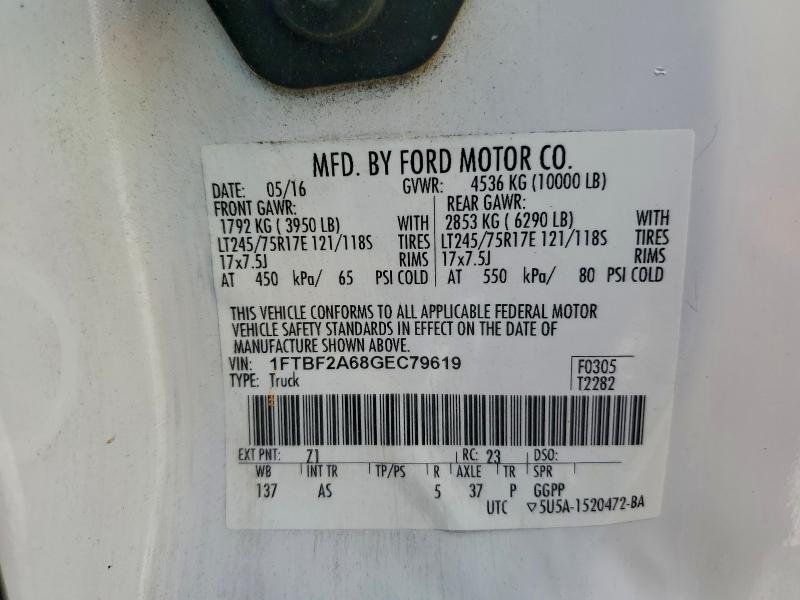 MFD. BY FORD MOTOR CO.
DATE: 05/16 GVWR: 4536 KG (10000 LB)
FRONT GAWR: REAR GAWR:
1792 KG ( 3950 LB) WITH 2853 KG ( 6290 LB) WITH
LT245/75R17E 121/118S TIRES LT245/75R17E 121/118S TIRES
17x7.5J RIMS 17x7.5J RIMS
AT 450 kPa/ 65 PSI COLD AT 550 kPa/ 80 PSI COLD
THIS VEHICLE CONFORMS TO ALL APPLICABLE FEDERAL MOTOR
VEHICLE SAFETY STANDARDS IN EFFECT ON THE DATE OF
MANUFACTURE SHOWN ABOVE.
VIN: 1FTBF2A68GEC79619 F0305
TYPE: Truck T2282
EXT PNT: Z1 RC: 23 DSO:
WB INT TR TP/PS R AXLE TR SPR
137 AS 5 37 P GGPP
UTC ▽5U5A-1520472-BA